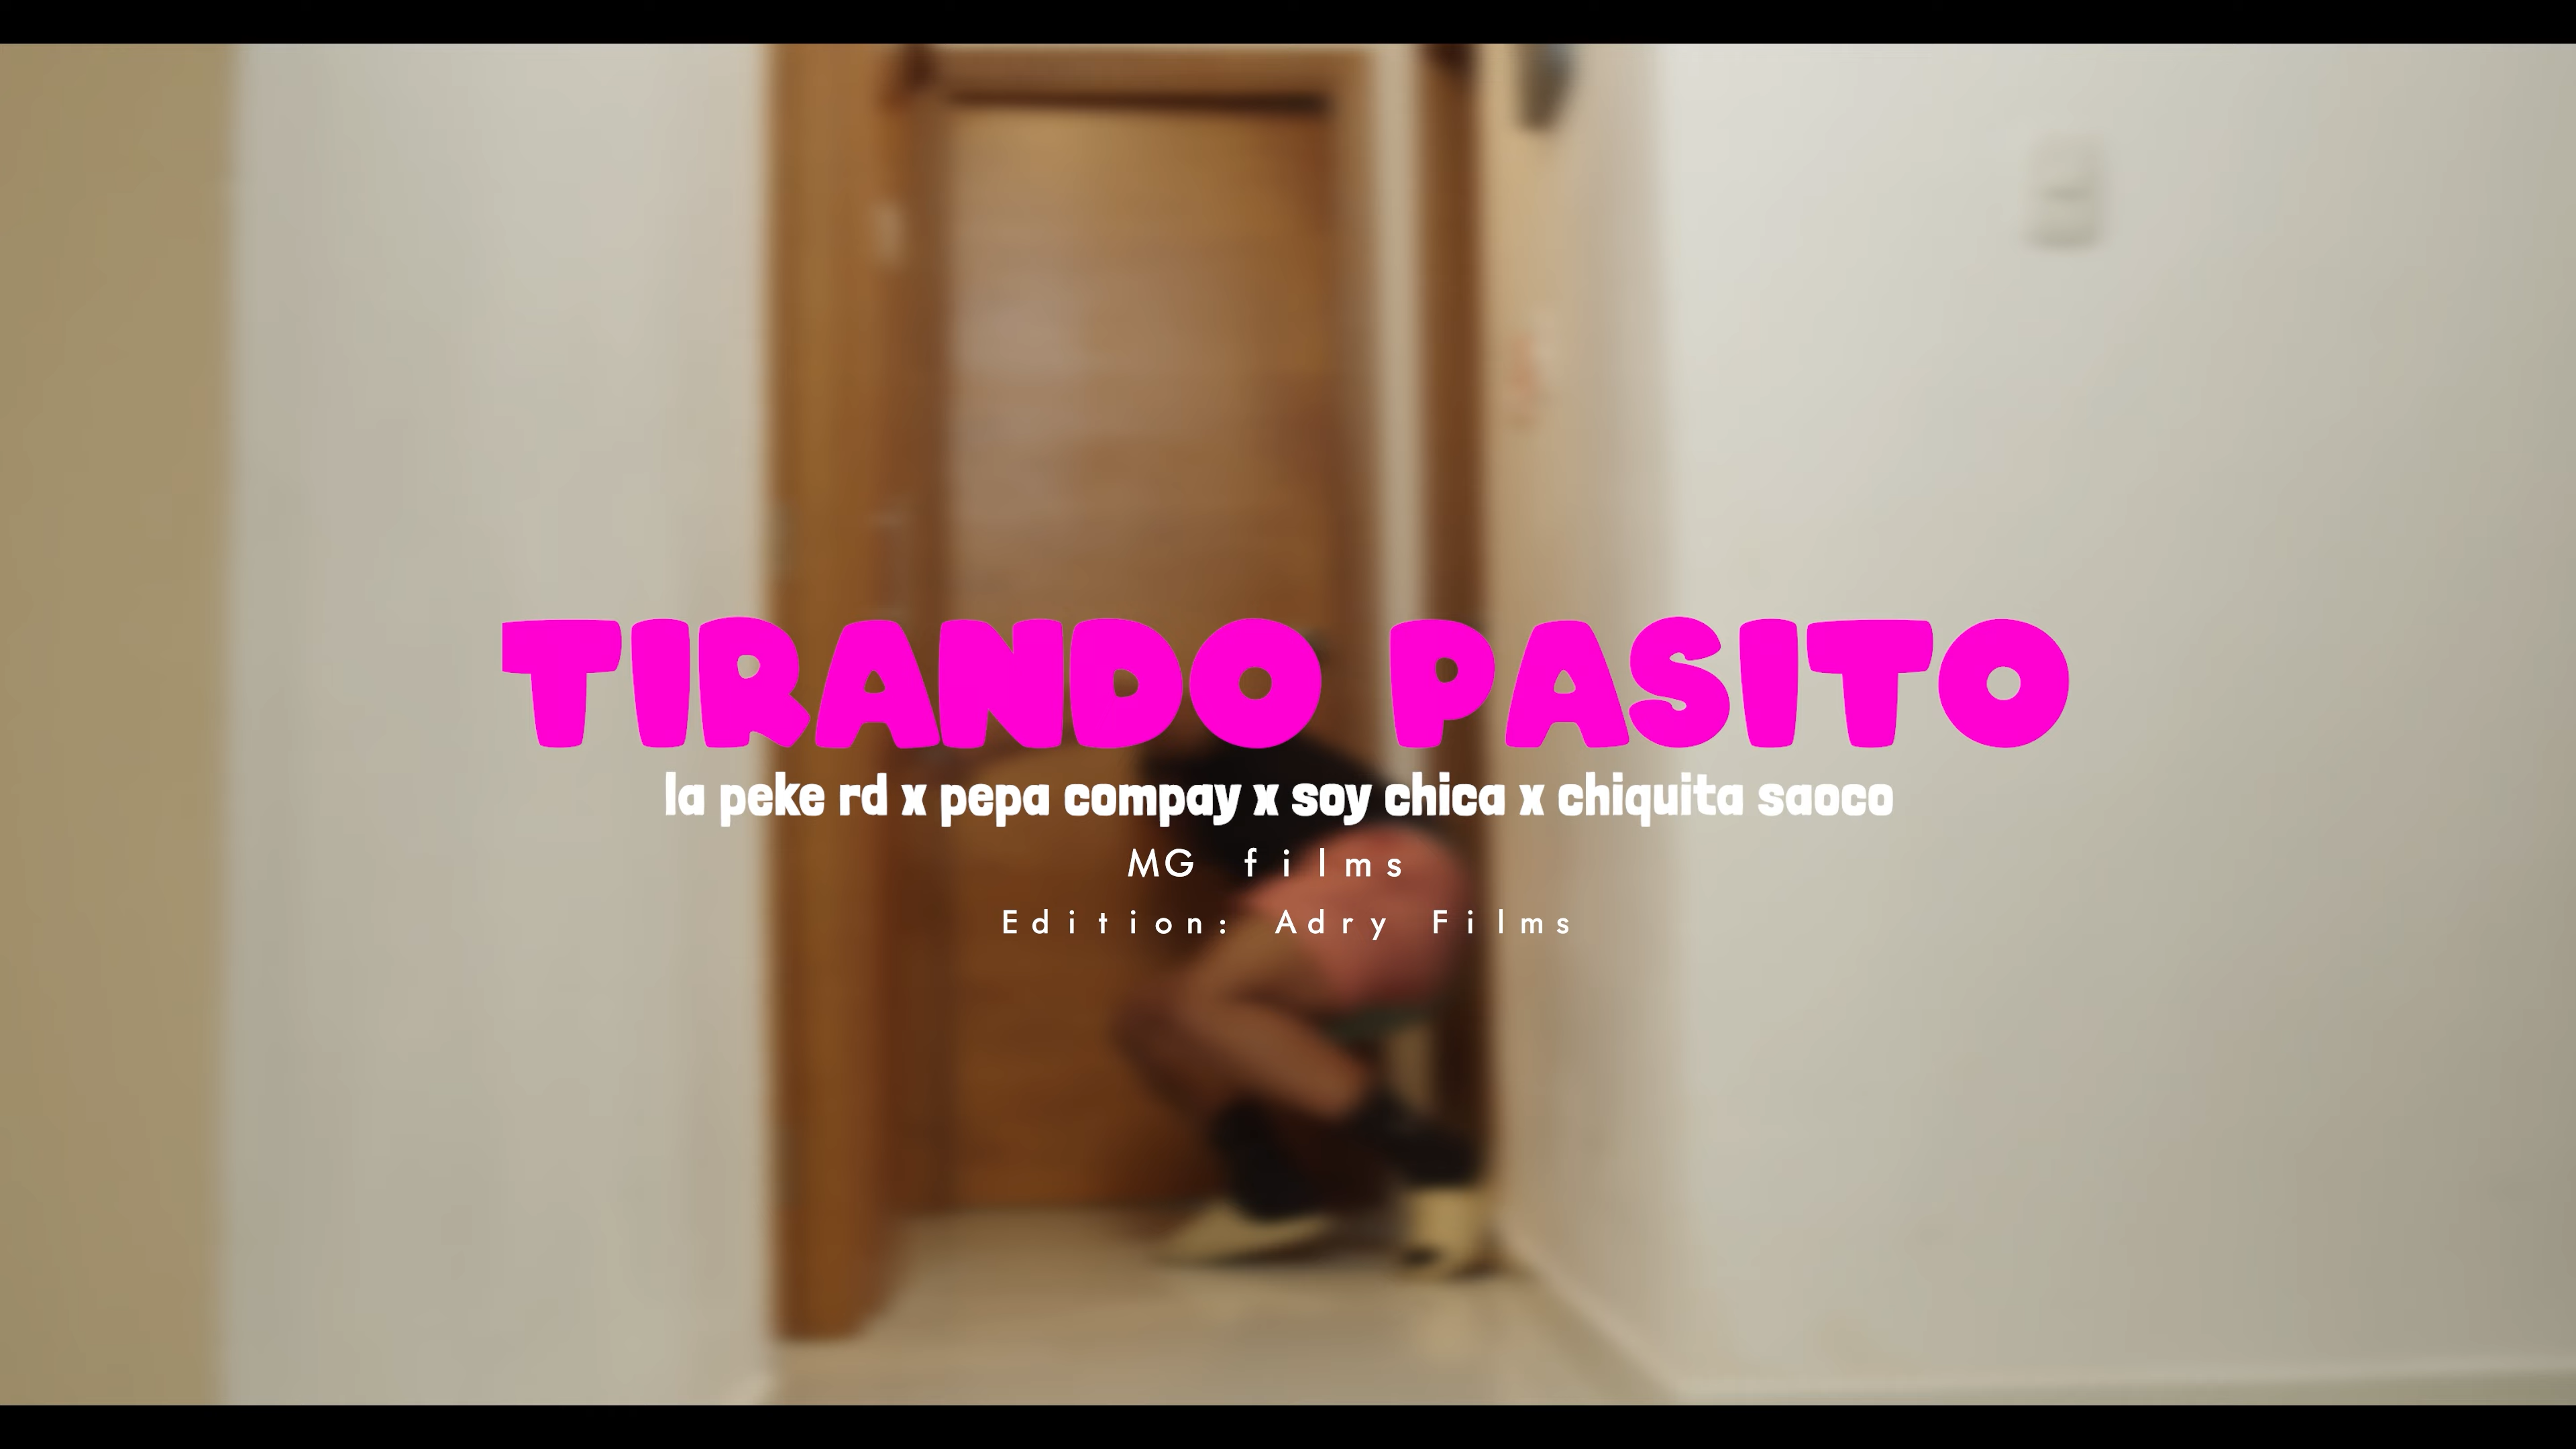 TIRANDO PASITO
la peke rd x pepa compay x soy chica x chiquita saoco
MG films
Edition: Adry Films